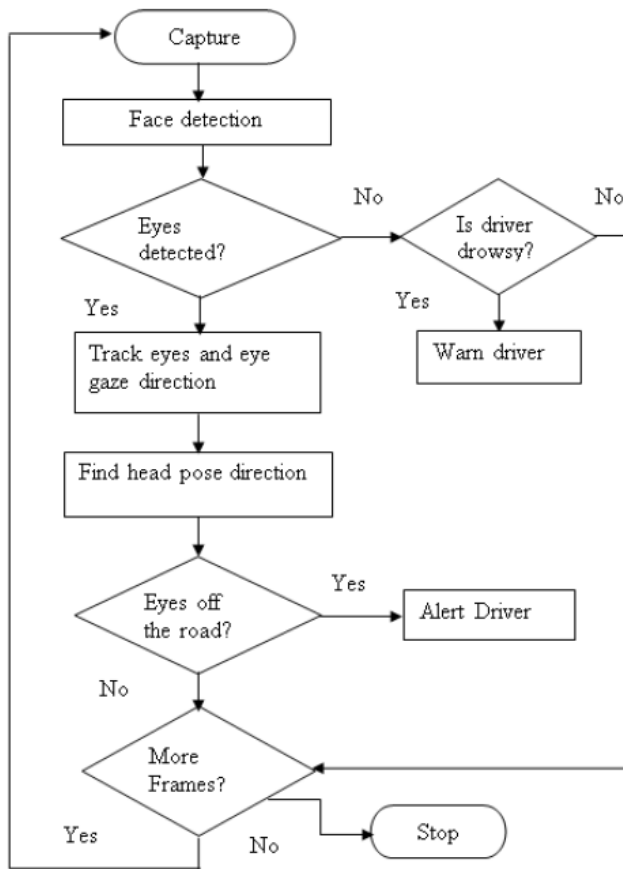 Capture
Face detection
Eyes
detected?
No
Is driver
drowsy?
No
Yes
Yes
Warn driver
Track eyes and eye
gaze direction
Find head pose direction
Eyes off
the road?
Yes
Alert Driver
No
More
Frames?
Yes
No
Stop